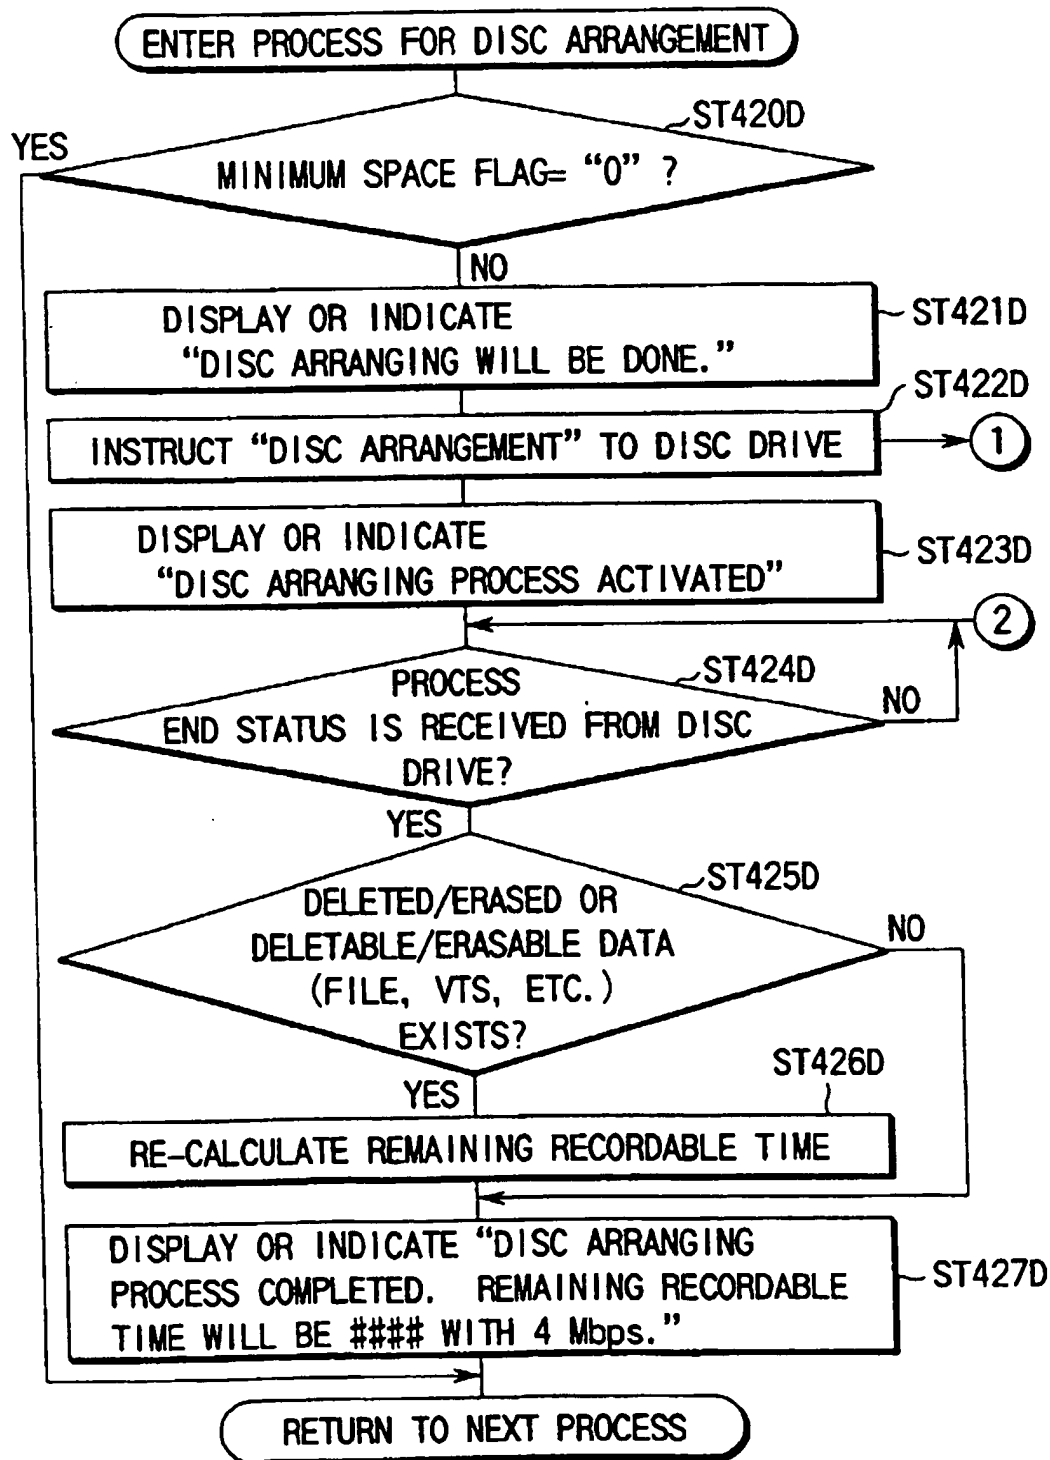 ENTER PROCESS FOR DISC ARRANGEMENT
ST420D
YES
MINIMUM SPACE FLAG= “0” ?
NO
DISPLAY OR INDICATE
“DISC ARRANGING WILL BE DONE.”
ST421D
ST422D
INSTRUCT “DISC ARRANGEMENT” TO DISC DRIVE
1
DISPLAY OR INDICATE
“DISC ARRANGING PROCESS ACTIVATED”
ST423D
2
ST424D
PROCESS
END STATUS IS RECEIVED FROM DISC
DRIVE?
NO
YES
ST425D
DELETED/ERASED OR
DELETABLE/ERASABLE DATA
(FILE, VTS, ETC.)
EXISTS?
NO
YES
ST426D
RE-CALCULATE REMAINING RECORDABLE TIME
DISPLAY OR INDICATE “DISC ARRANGING
PROCESS COMPLETED. REMAINING RECORDABLE
TIME WILL BE #### WITH 4 Mbps.”
ST427D
RETURN TO NEXT PROCESS